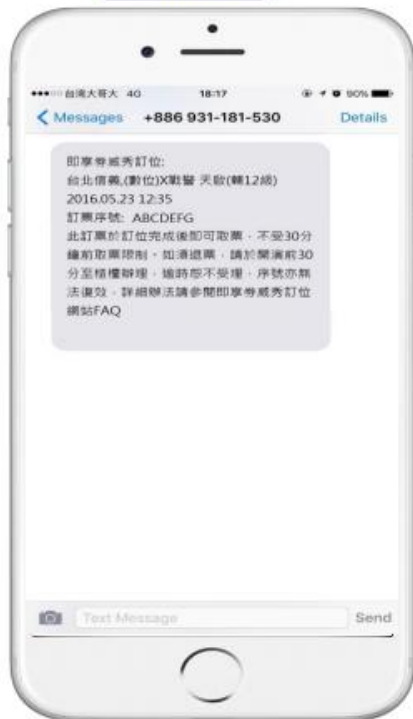 台灣大哥大 4G 18:17 90%
Messages +886 931-181-530 Details
即享券威秀訂位:
台北信義,(數位)X戰警 天啟(輔12級)
2016.05.23 12:35
訂票序號: ABCDEFG
此訂票於訂位完成後即可取票，不受30分
鐘前取票限制。如須退票，請於開演前30
分至櫃檯辦理，逾時恕不受理，序號亦無
法復效，詳細辦法請參閱即享券威秀訂位
網站FAQ
Text Message Send